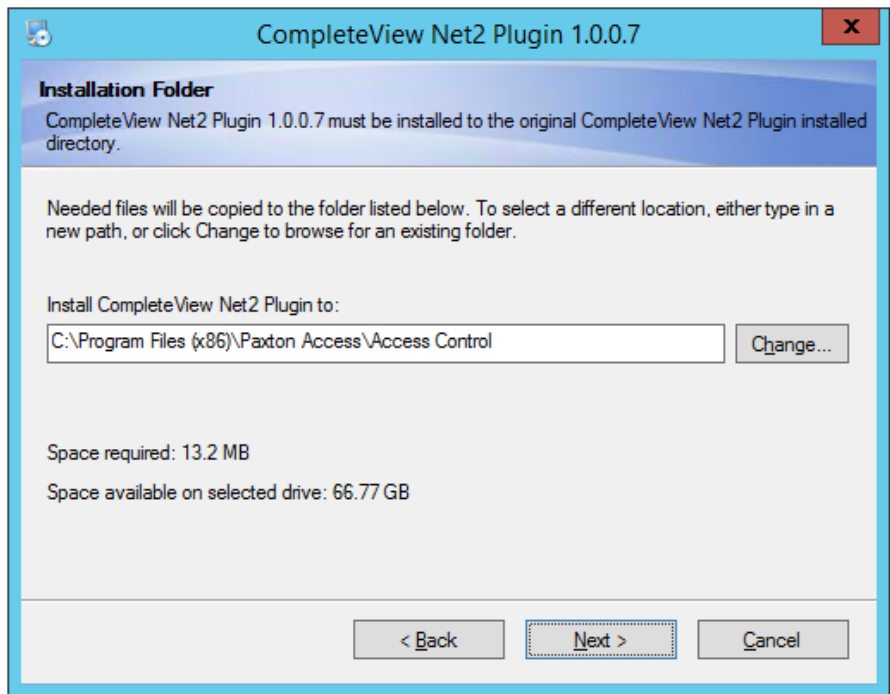 CompleteView Net2 Plugin 1.0.0.7
x
Installation Folder
CompleteView Net2 Plugin 1.0.0.7 must be installed to the original CompleteView Net2 Plugin installed
directory.
Needed files will be copied to the folder listed below. To select a different location, either type in a
new path, or click Change to browse for an existing folder.
Install CompleteView Net2 Plugin to:
C:\Program Files (x86)\Paxton Access\Access Control
Change...
Space required: 13.2 MB
Space available on selected drive: 66.77 GB
< Back
Next >
Cancel